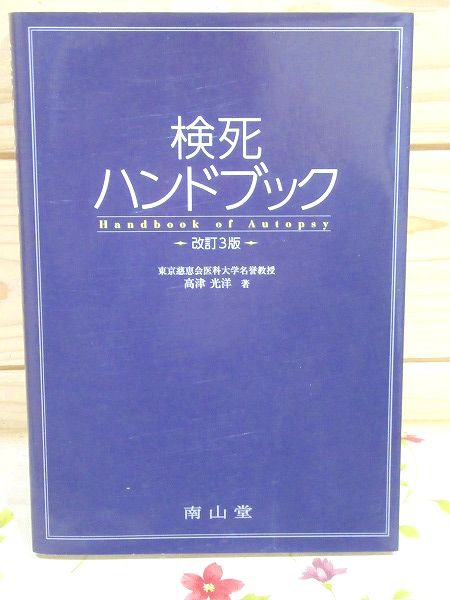 検死
ハンドブック
Handbook of Autopsy
改訂3版
東京慈恵会医科大学名誉教授
高津 光洋 著
南山堂